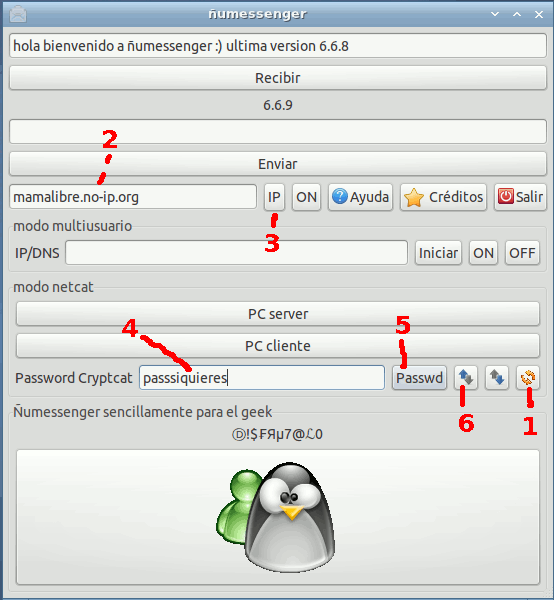 ñumessenger
hola bienvenido a ñumessenger :) ultima version 6.6.8
Recibir
6.6.9
2
Enviar
mamalibre.no-ip.org IP ON Ayuda Créditos Salir
3
modo multiusuario
IP/DNS Iniciar ON OFF
modo netcat
PC server
4 5
PC cliente
Password Cryptcat passsiquieres Passwd
6 1
Ñumessenger sencillamente para el geek
Ⓓ!$₣Яµ7@ℒ0